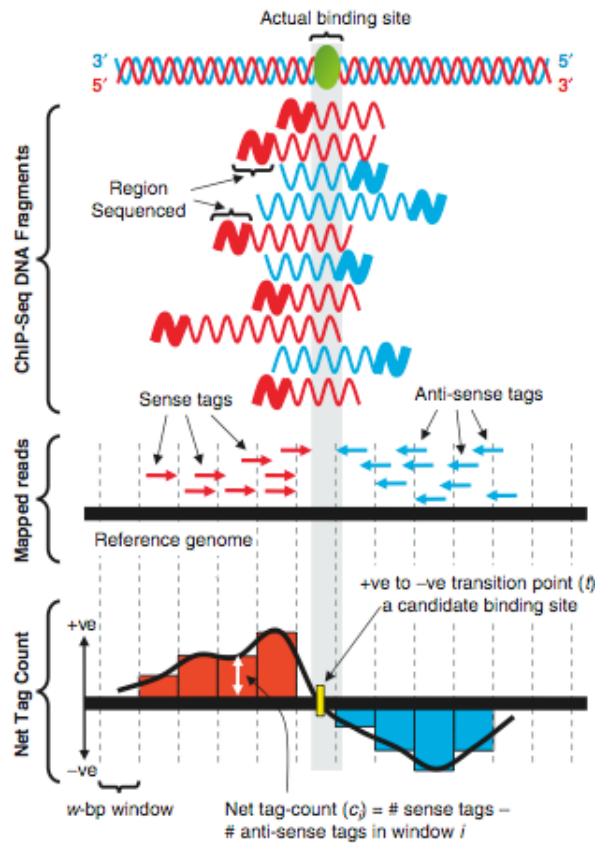 Actual binding site
3′ 5′
5′ 3′
ChIP-Seq DNA Fragments
Region
Sequenced
Sense tags
Anti-sense tags
Mapped reads
Reference genome
+ve to –ve transition point (t)
a candidate binding site
Net Tag Count
+ve
–ve
w-bp window
Net tag-count (cᵢ) = # sense tags –
# anti-sense tags in window i